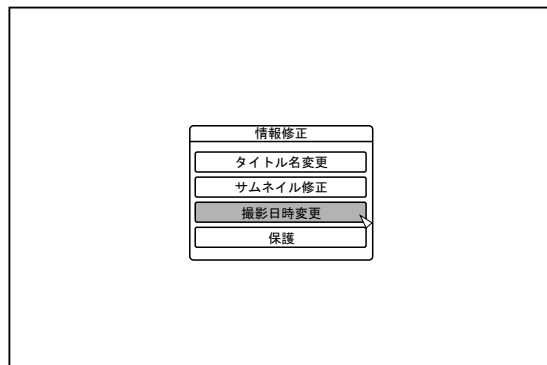 情報修正
タイトル名変更
サムネイル修正
撮影日時変更
保護